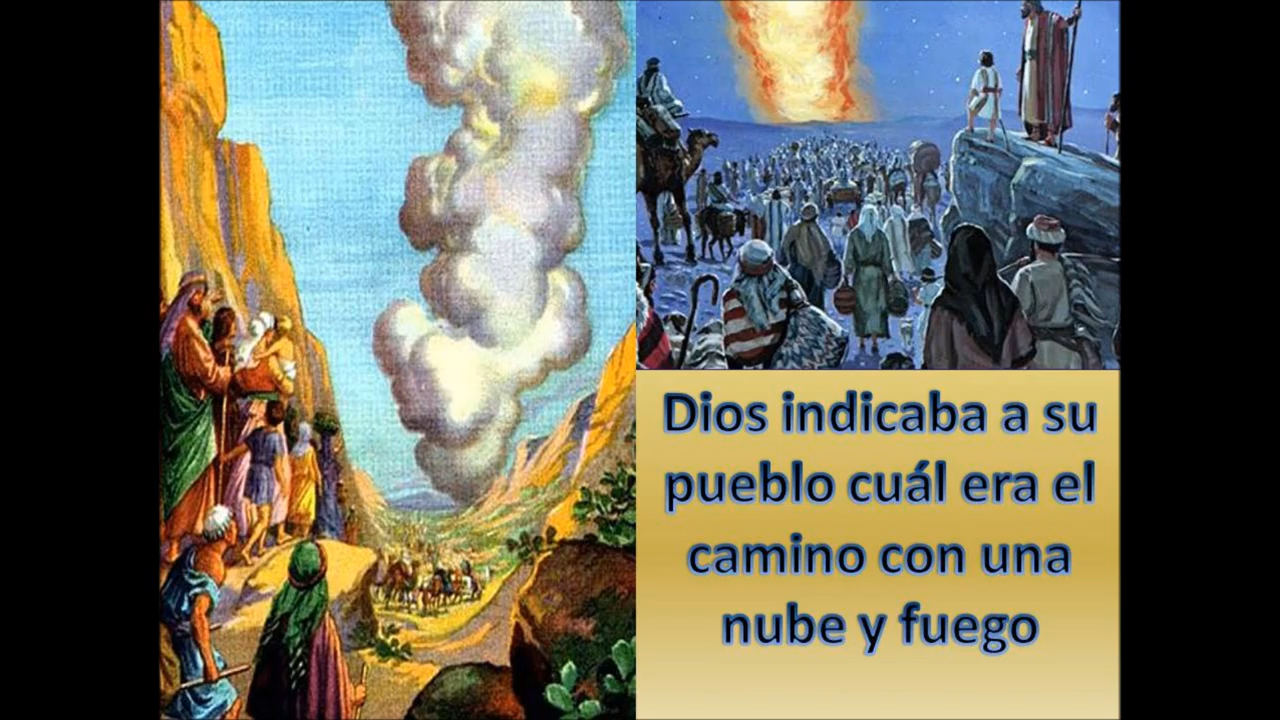 Dios indicaba a su
pueblo cuál era el
camino con una
nube y fuego